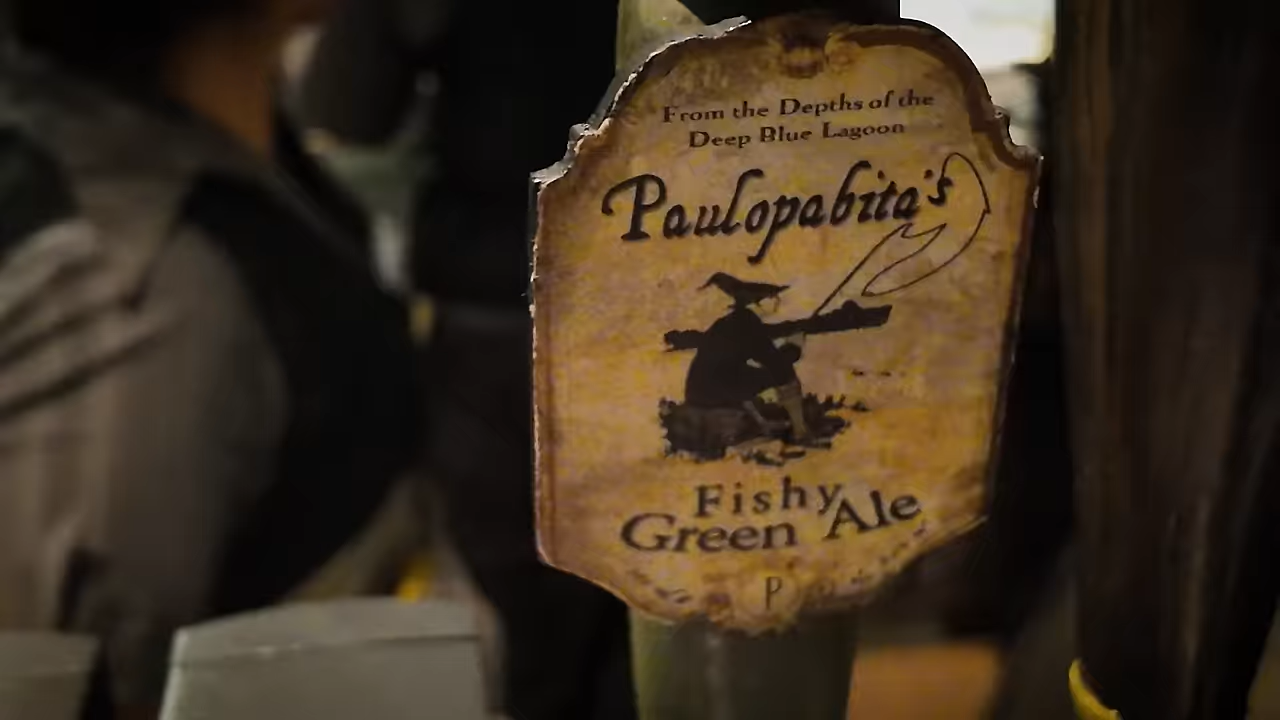 From the Depths of the
Deep Blue Lagoon
Paulopabita's
Fishy
Green Ale
P